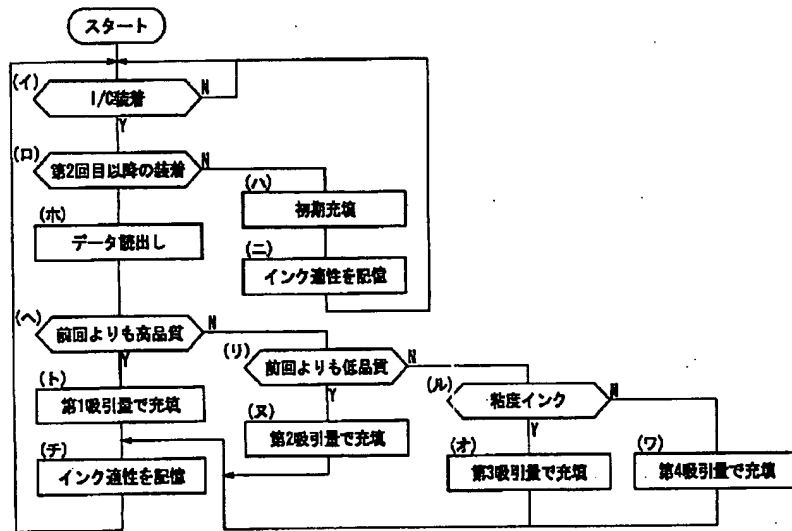 スタート
(イ)
I/C装着
N
Y
(ロ)
第2回目以降の装着
N
(ハ)
初期充填
(ホ)
データ読出し
(ニ)
インク適性を記憶
(ヘ)
前回よりも高品質
N
Y
(リ)
前回よりも低品質
N
Y
(ル)
粘度インク
N
Y
(ト)
第1吸引量で充填
(ヌ)
第2吸引量で充填
(チ)
インク適性を記憶
(オ)
第3吸引量で充填
(ワ)
第4吸引量で充填